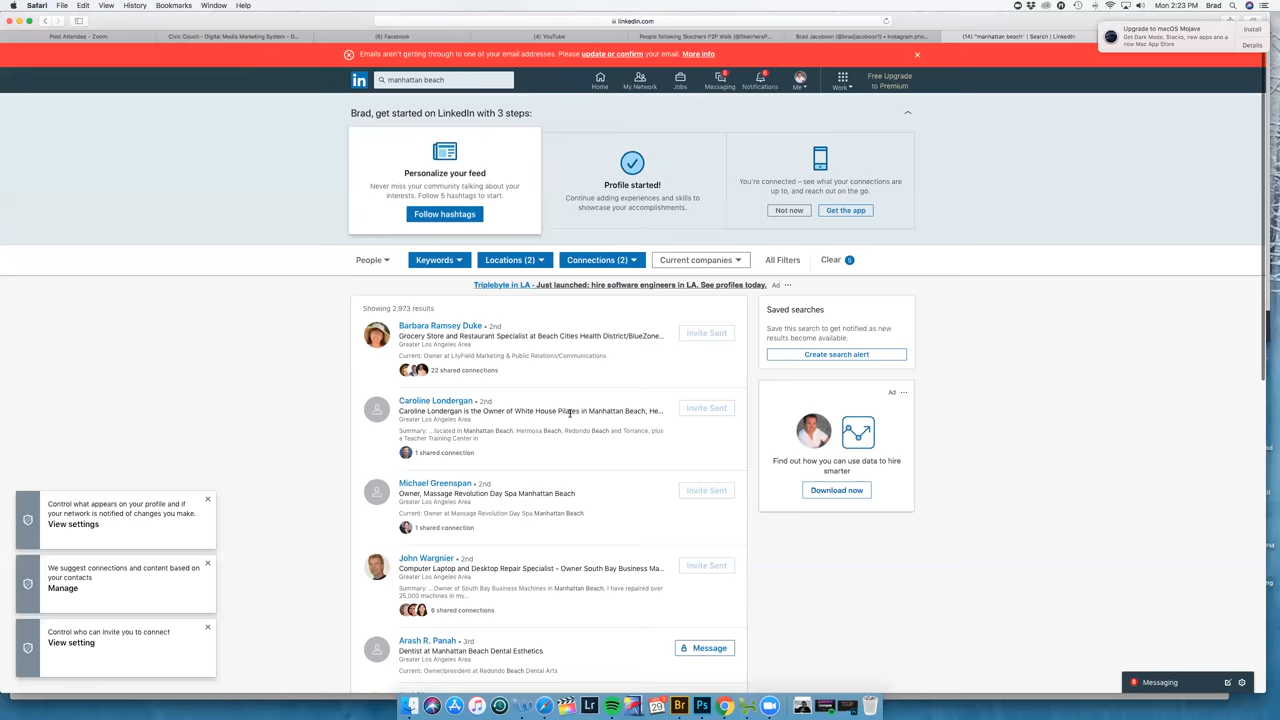 Safari File Edit View History Bookmarks Window Help
Mon 2:23 PM Brad
linkedin.com
Post Attendee - Zoom
Civic Couch - Digital Media Marketing System - G...
(6) Facebook
(4) YouTube
People following Skechers P2P Walk (@SkechersP...
Brad Jacobson (@bradjacobson1) • Instagram phot...
(14) "manhattan beach" | Search | LinkedIn
Upgrade to macOS Mojave
Get Dark Mode, Stacks, new apps and a new Mac App Store
Install
Details
Emails aren't getting through to one of your email addresses. Please update or confirm your email. More info
in
manhattan beach
Home
My Network
Jobs
8
Messaging
6
Notifications
Me
Work
Free Upgrade
to Premium
Brad, get started on LinkedIn with 3 steps:
Personalize your feed
Never miss your community talking about your
interests. Follow 5 hashtags to start.
Follow hashtags
Profile started!
Continue adding experiences and skills to
showcase your accomplishments.
You're connected – see what your connections are
up to, and reach out on the go.
Not now
Get the app
People
Keywords
Locations (2)
Connections (2)
Current companies
All Filters
Clear 5
Triplebyte in LA - Just launched: hire software engineers in LA. See profiles today. Ad ...
Showing 2,973 results
Barbara Ramsey Duke • 2nd
Grocery Store and Restaurant Specialist at Beach Cities Health District/BlueZone...
Greater Los Angeles Area
Current: Owner at LilyField Marketing & Public Relations/Communications
22 shared connections
Invite Sent
Caroline Londergan • 2nd
Caroline Londergan is the Owner of White House Pilates in Manhattan Beach, He...
Greater Los Angeles Area
Summary: ...located in Manhattan Beach, Hermosa Beach, Redondo Beach and Torrance, plus
a Teacher Training Center in
1 shared connection
Invite Sent
Michael Greenspan • 2nd
Owner, Massage Revolution Day Spa Manhattan Beach
Greater Los Angeles Area
Current: Owner at Massage Revolution Day Spa Manhattan Beach
1 shared connection
Invite Sent
John Wargnier • 2nd
Computer Laptop and Desktop Repair Specialist - Owner South Bay Business Ma...
Greater Los Angeles Area
Summary: ...Owner of South Bay Business Machines in Manhattan Beach. I have repaired over
25,000 machines in my...
6 shared connections
Invite Sent
Arash R. Panah • 3rd
Dentist at Manhattan Beach Dental Esthetics
Greater Los Angeles Area
Current: Owner/president at Redondo Beach Dental Arts
Message
Saved searches
Save this search to get notified as new
results become available.
Create search alert
Ad ...
Find out how you can use data to hire
smarter
Download now
Control what appears on your profile and if
your network is notified of changes you make.
View settings
We suggest connections and content based on
your contacts
Manage
Control who can invite you to connect
View setting
8 Messaging
Lr
29
Br
Ps